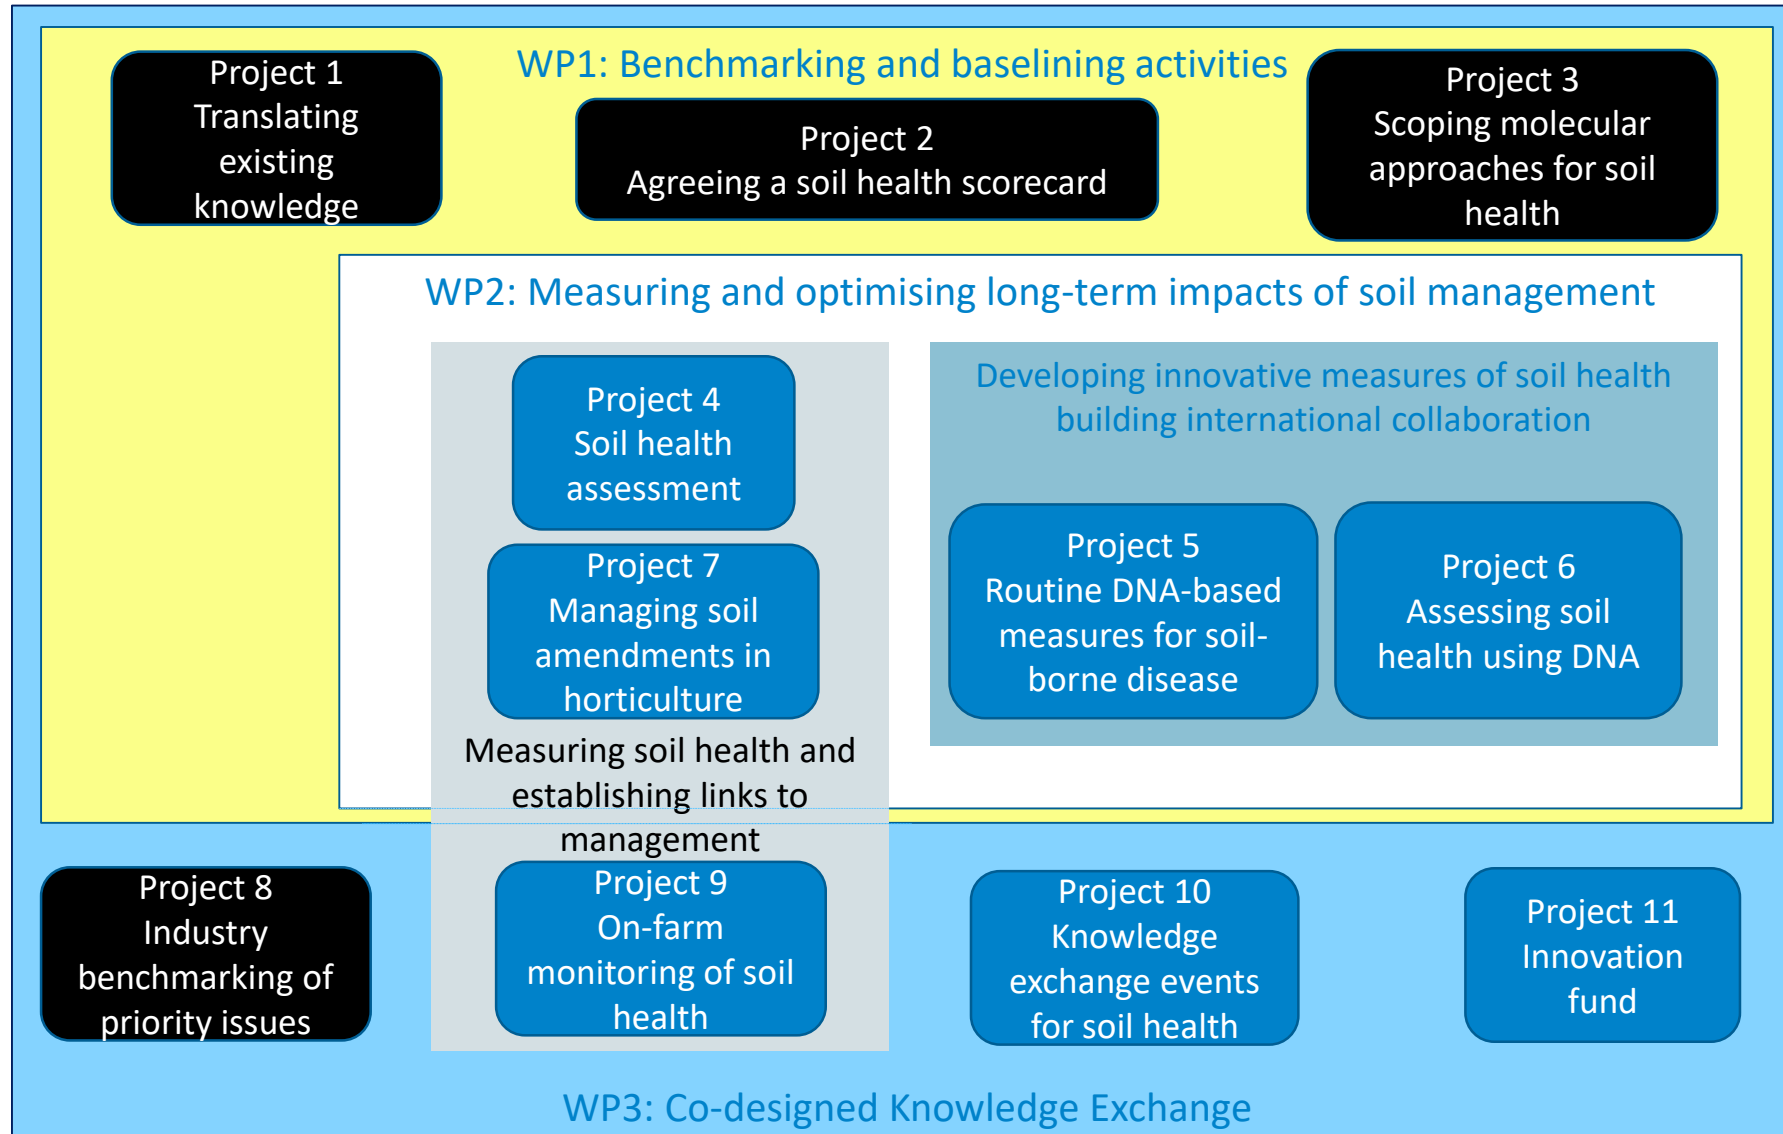 WP1: Benchmarking and baselining activities
Project 1
Translating
existing
knowledge
Project 2
Agreeing a soil health scorecard
Project 3
Scoping molecular
approaches for soil
health
WP2: Measuring and optimising long-term impacts of soil management
Project 4
Soil health
assessment
Project 7
Managing soil
amendments in
horticulture
Measuring soil health and
establishing links to
management
Developing innovative measures of soil health
building international collaboration
Project 5
Routine DNA-based
measures for soil-
borne disease
Project 6
Assessing soil
health using DNA
Project 8
Industry
benchmarking of
priority issues
Project 9
On-farm
monitoring of soil
health
Project 10
Knowledge
exchange events
for soil health
Project 11
Innovation
fund
WP3: Co-designed Knowledge Exchange